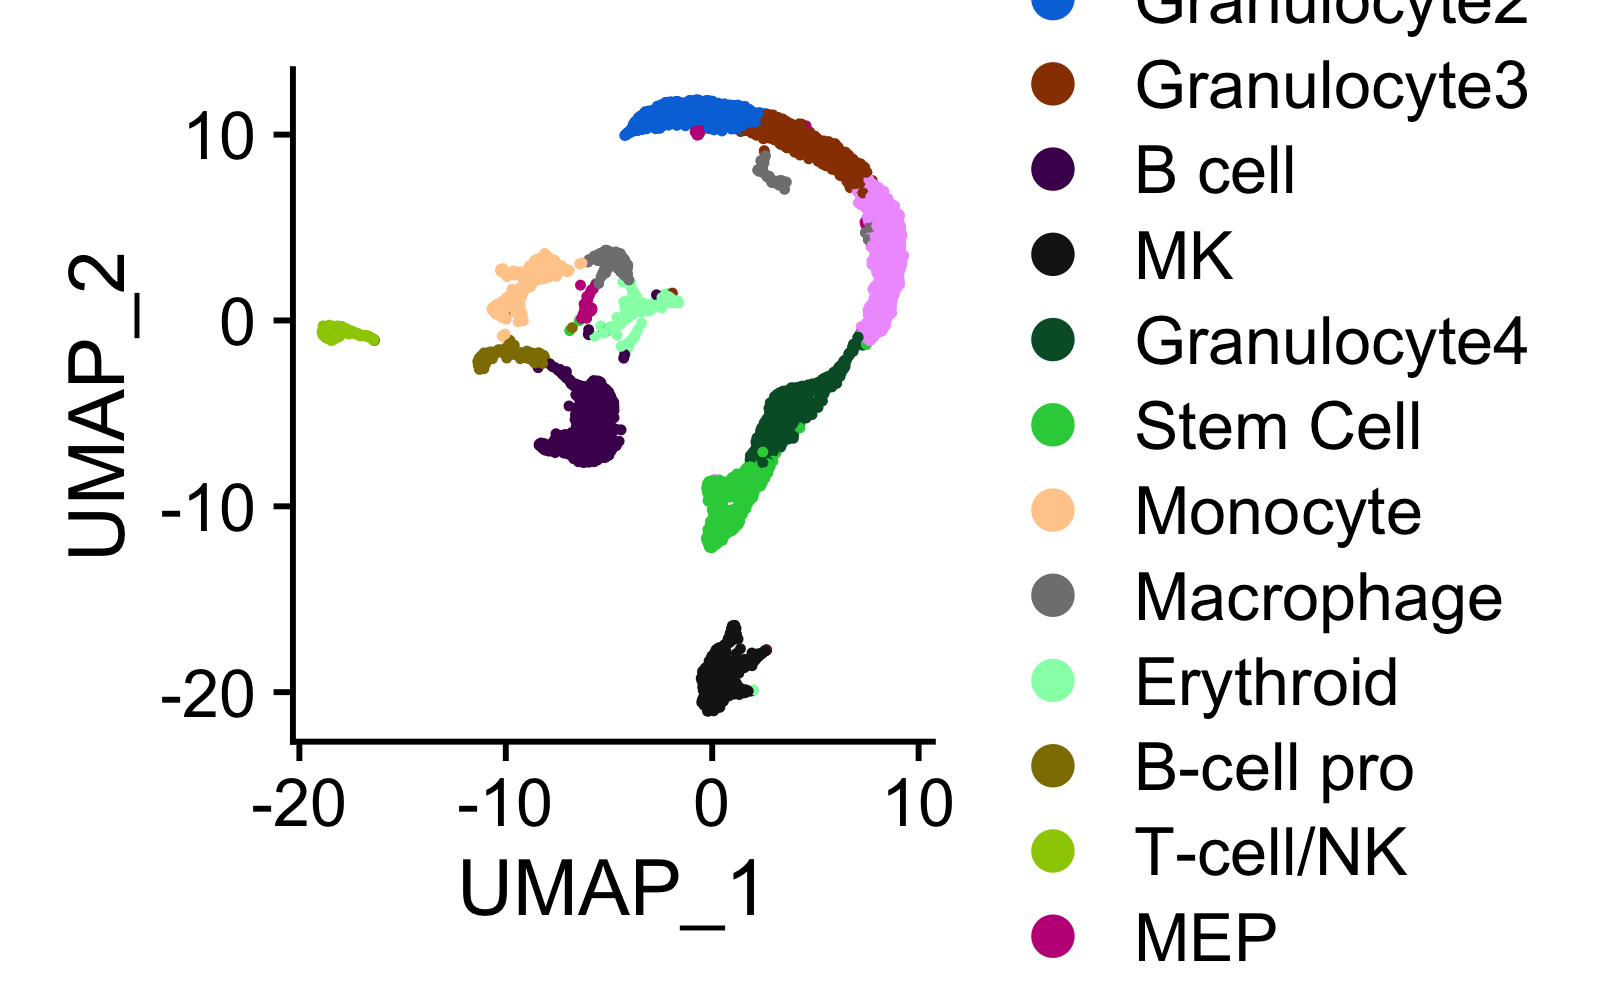 Granulocyte2
Granulocyte3
B cell
MK
Granulocyte4
Stem Cell
Monocyte
Macrophage
Erythroid
B-cell pro
T-cell/NK
MEP
UMAP_2
10
0
-10
-20
-20
-10
0
10
UMAP_1